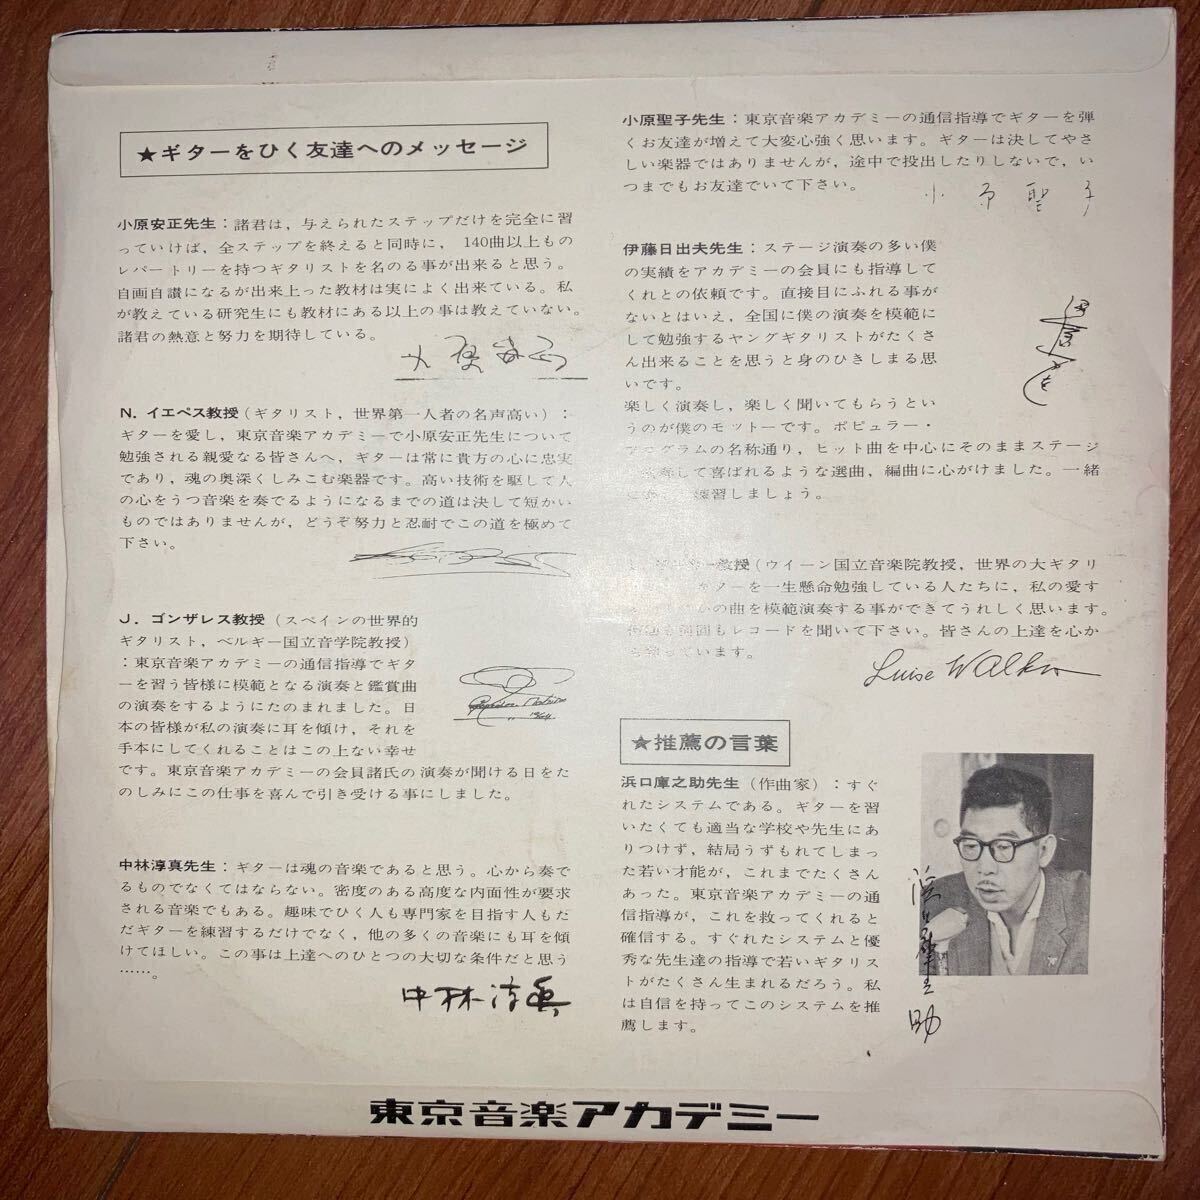 ★ギターをひく友達へのメッセージ
小原安正先生：諸君は，与えられたステップだけを完全に習
っていけば，全ステップを終えると同時に， 140曲以上もの
レパートリーを持つギタリストを名のる事が出来ると思う。
自画自讃になるが出来上った教材は実によく出来ている。私
が教えている研究生にも教材にある以上の事は教えていない。
諸君の熱意と努力を期待している。
N．イエペス教授（ギタリスト，世界第一人者の名声高い）：
ギターを愛し，東京音楽アカデミーで小原安正先生について
勉強される親愛なる皆さんへ，ギターは常に貴方の心に忠実
であり，魂の奥深くしみこむ楽器です。高い技術を駆して人
の心をうつ音楽を奏でるようになるまでの道は決して短かい
ものではありませんが，どうぞ努力と忍耐でこの道を極めて
下さい。
J．ゴンザレス教授（スペインの世界的
ギタリスト，ベルギー国立音学院教授）
：東京音楽アカデミーの通信指導でギタ
ーを習う皆様に模範となる演奏と鑑賞曲
の演奏をするようにたのまれました。日
本の皆様が私の演奏に耳を傾け，それを
手本にしてくれることはこの上ない幸せ
です。東京音楽アカデミーの会員諸氏の演奏が聞ける日をた
のしみにこの仕事を喜んで引き受ける事にしました。
中林淳真先生：ギターは魂の音楽であると思う。心から奏で
るものでなくてはならない。密度のある高度な内面性が要求
される音楽でもある。趣味でひく人も専門家を目指す人もた
だギターを練習するだけでなく，他の多くの音楽にも耳を傾
けてほしい。この事は上達へのひとつの大切な条件だと思う
……。
中林淳真
小原聖子先生：東京音楽アカデミーの通信指導でギターを弾
くお友達が増えて大変心強く思います。ギターは決してやさ
しい楽器ではありませんが，途中で投出したりしないで，い
つまでもお友達でいて下さい。
小原聖子
伊藤日出夫先生：ステージ演奏の多い僕
の実績をアカデミーの会員にも指導して
くれとの依頼です。直接目にふれる事が
ないとはいえ，全国に僕の演奏を模範に
して勉強するヤングギタリストがたくさ
ん出来ることを思うと身のひきしまる思
いです。
楽しく演奏し，楽しく聞いてもらうとい
うのが僕のモットーです。ポピュラー・
プログラムの名称通り，ヒット曲を中心にそのままステージ
して喜ばれるような選曲，編曲に心がけました。一緒
練習しましょう。
教授（ウイーン国立音楽院教授，世界の大ギタリ
ターを一生懸命勉強している人たちに，私の愛す
の曲を模範演奏する事ができてうれしく思います。
何回もレコードを聞いて下さい。皆さんの上達を心か
います。
Luise Walker
★推薦の言葉
浜口庫之助先生（作曲家）：すぐ
れたシステムである。ギターを習
いたくても適当な学校や先生にあ
りつけず，結局うずもれてしまっ
た若い才能が，これまでたくさん
あった。東京音楽アカデミーの通
信指導が，これを救ってくれると
確信する。すぐれたシステムと優
秀な先生達の指導で若いギタリス
トがたくさん生まれるだろう。私
は自信を持ってこのシステムを推
薦します。
浜口庫之助
東京音楽アカデミー